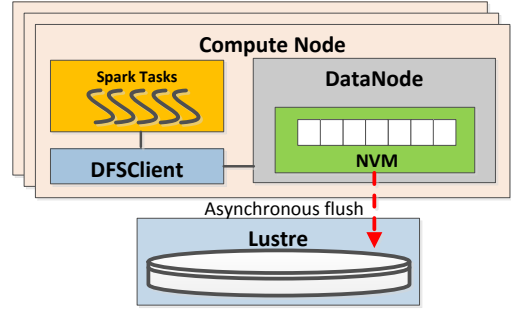 Compute Node
Spark Tasks
DataNode
DFSClient
NVM
Asynchronous flush
Lustre